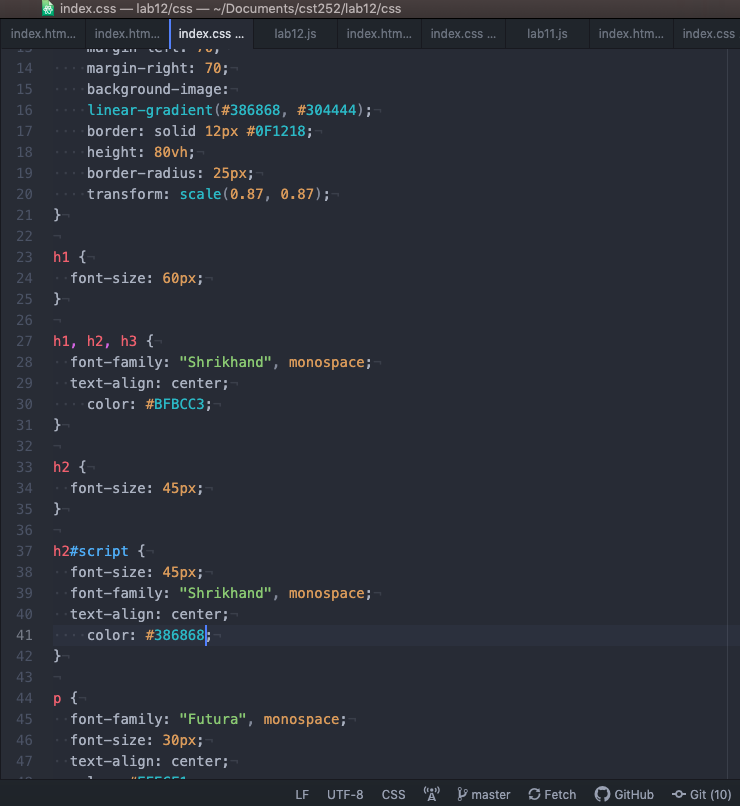 index.css — lab12/css — ~/Documents/cst252/lab12/css
index.htm... index.htm... index.css ... lab12.js index.htm... index.css ... lab11.js index.htm... index.css
13 margin-left: 70;
14 margin-right: 70;
15 background-image:
16 linear-gradient(#386868, #304444);
17 border: solid 12px #0F1218;
18 height: 80vh;
19 border-radius: 25px;
20 transform: scale(0.87, 0.87);
21 }
22
23 h1 {
24 font-size: 60px;
25 }
26
27 h1, h2, h3 {
28 font-family: "Shrikhand", monospace;
29 text-align: center;
30 color: #BFBCC3;
31 }
32
33 h2 {
34 font-size: 45px;
35 }
36
37 h2#script {
38 font-size: 45px;
39 font-family: "Shrikhand", monospace;
40 text-align: center;
41 color: #386868;
42 }
43
44 p {
45 font-family: "Futura", monospace;
46 font-size: 30px;
47 text-align: center;
LF UTF-8 CSS master Fetch GitHub Git (10)